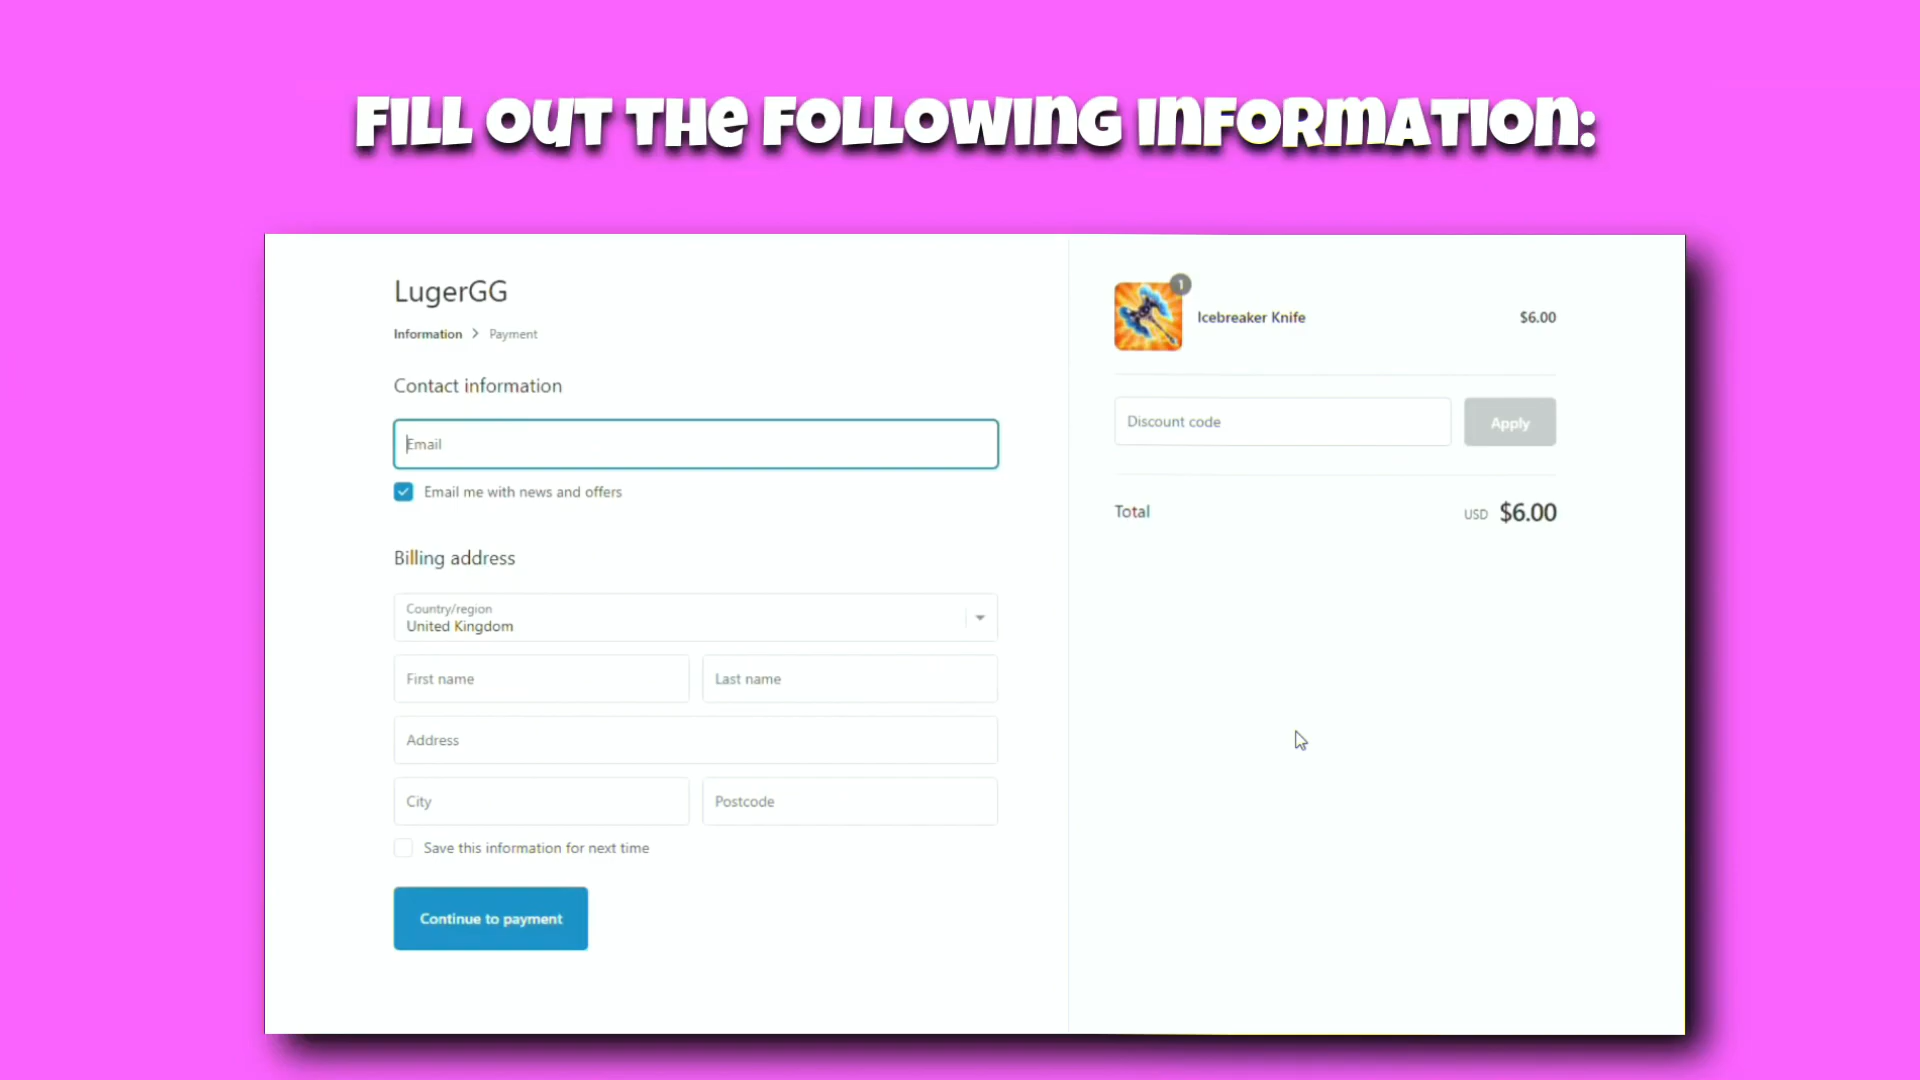 FILL OUT THE FOLLOWING INFORMATION:
LugerGG
Information > Payment
Contact information
Email
Email me with news and offers
Billing address
Country/region
United Kingdom
First name
Last name
Address
City
Postcode
Save this information for next time
Continue to payment
1
Icebreaker Knife
$6.00
Discount code
Apply
Total
USD $6.00